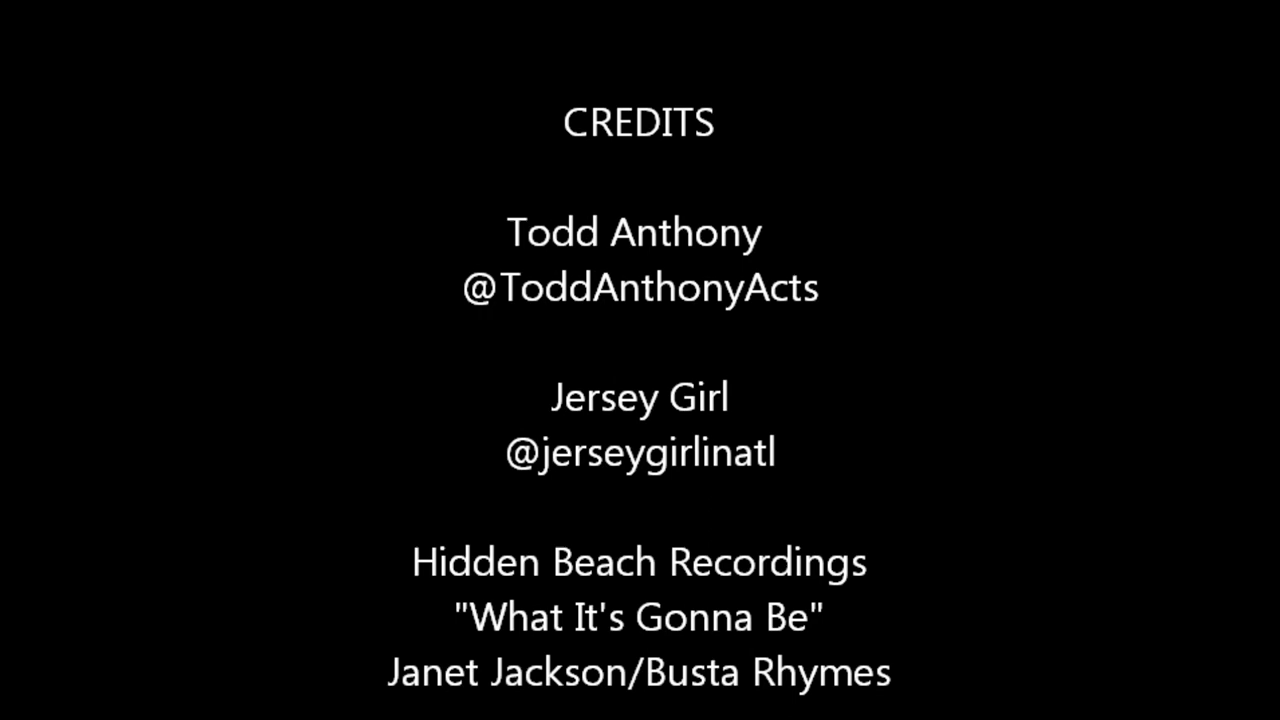 CREDITS
Todd Anthony
@ToddAnthonyActs
Jersey Girl
@jerseygirlinatl
Hidden Beach Recordings
"What It's Gonna Be"
Janet Jackson/Busta Rhymes